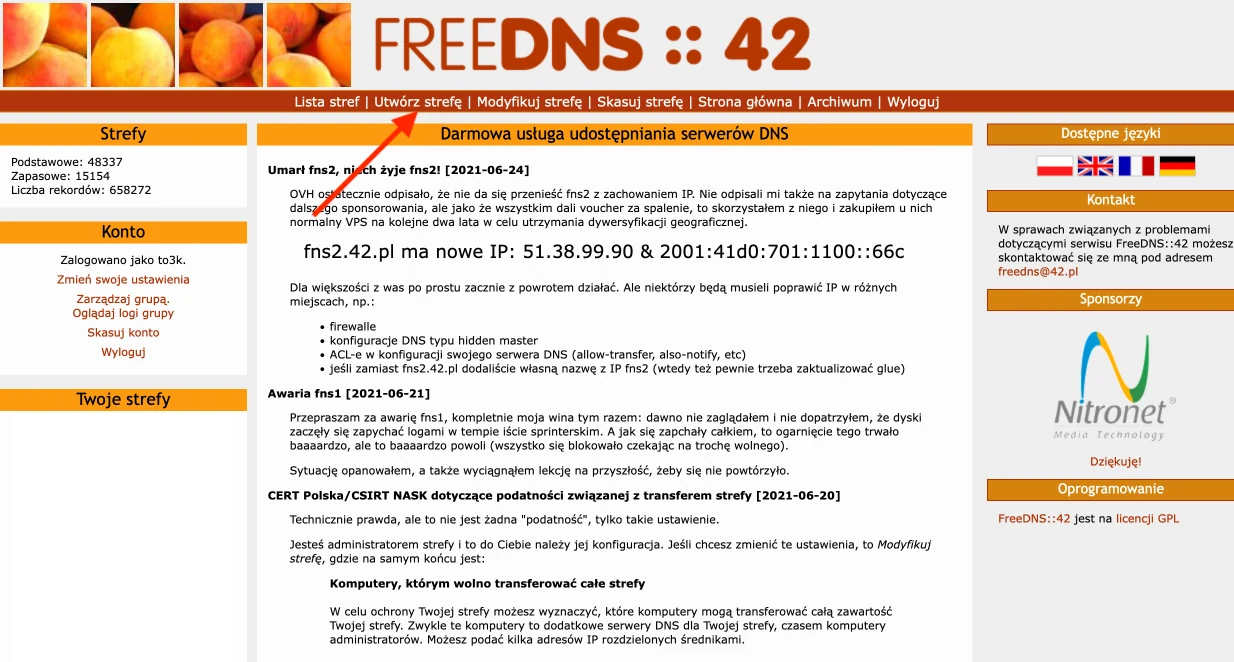 FREEDNS :: 42
Lista stref | Utwórz strefę | Modyfikuj strefę | Skasuj strefę | Strona główna | Archiwum | Wyloguj
Strefy
Podstawowe: 48337
Zapasowe: 15154
Liczba rekordów: 658272
Konto
Zalogowano jako to3k.
Zmień swoje ustawienia
Zarządzaj grupą.
Oglądaj logi grupy
Skasuj konto
Wyloguj
Twoje strefy
Darmowa usługa udostępniania serwerów DNS
Umarł fns2, niech żyje fns2! [2021-06-24]
OVH ostatecznie odpisało, że nie da się przenieść fns2 z zachowaniem IP. Nie odpisali mi także na zapytania dotyczące
dalszego sponsorowania, ale jako że wszystkim dali voucher za spalenie, to skorzystałem z niego i zakupiłem u nich
normalny VPS na kolejne dwa lata w celu utrzymania dywersyfikacji geograficznej.
fns2.42.pl ma nowe IP: 51.38.99.90 & 2001:41d0:701:1100::66c
Dla większości z was po prostu zacznie z powrotem działać. Ale niektórzy będą musieli poprawić IP w różnych
miejscach, np.:
• firewalle
• konfiguracje DNS typu hidden master
• ACL-e w konfiguracji swojego serwera DNS (allow-transfer, also-notify, etc)
• jeśli zamiast fns2.42.pl dodaliście własną nazwę z IP fns2 (wtedy też pewnie trzeba zaktualizować glue)
Awaria fns1 [2021-06-21]
Przepraszam za awarię fns1, kompletnie moja wina tym razem: dawno nie zaglądałem i nie dopatrzyłem, że dyski
zaczęły się zapychać logami w tempie iście sprinterskim. A jak się zapchały całkiem, to ogarnięcie tego trwało
baaaardzo, ale to baaaardzo powoli (wszystko się blokowało czekając na trochę wolnego).
Sytuację opanowałem, a także wyciągnąłem lekcję na przyszłość, żeby się nie powtórzyło.
CERT Polska/CSIRT NASK dotyczące podatności związanej z transferem strefy [2021-06-20]
Technicznie prawda, ale to nie jest żadna "podatność", tylko takie ustawienie.
Jesteś administratorem strefy i to do Ciebie należy jej konfiguracja. Jeśli chcesz zmienić te ustawienia, to Modyfikuj
strefę, gdzie na samym końcu jest:
Komputery, którym wolno transferować całe strefy
W celu ochrony Twojej strefy możesz wyznaczyć, które komputery mogą transferować całą zawartość
Twojej strefy. Zwykle te komputery to dodatkowe serwery DNS dla Twojej strefy, czasem komputery
administratorów. Możesz podać kilka adresów IP rozdzielonych średnikami.
Dostępne języki
Kontakt
W sprawach związanych z problemami
dotyczącymi serwisu FreeDNS::42 możesz
skontaktować się ze mną pod adresem
freedns@42.pl
Sponsorzy
Nitronet®
Media Technology
Dziękuję!
Oprogramowanie
FreeDNS::42 jest na licencji GPL